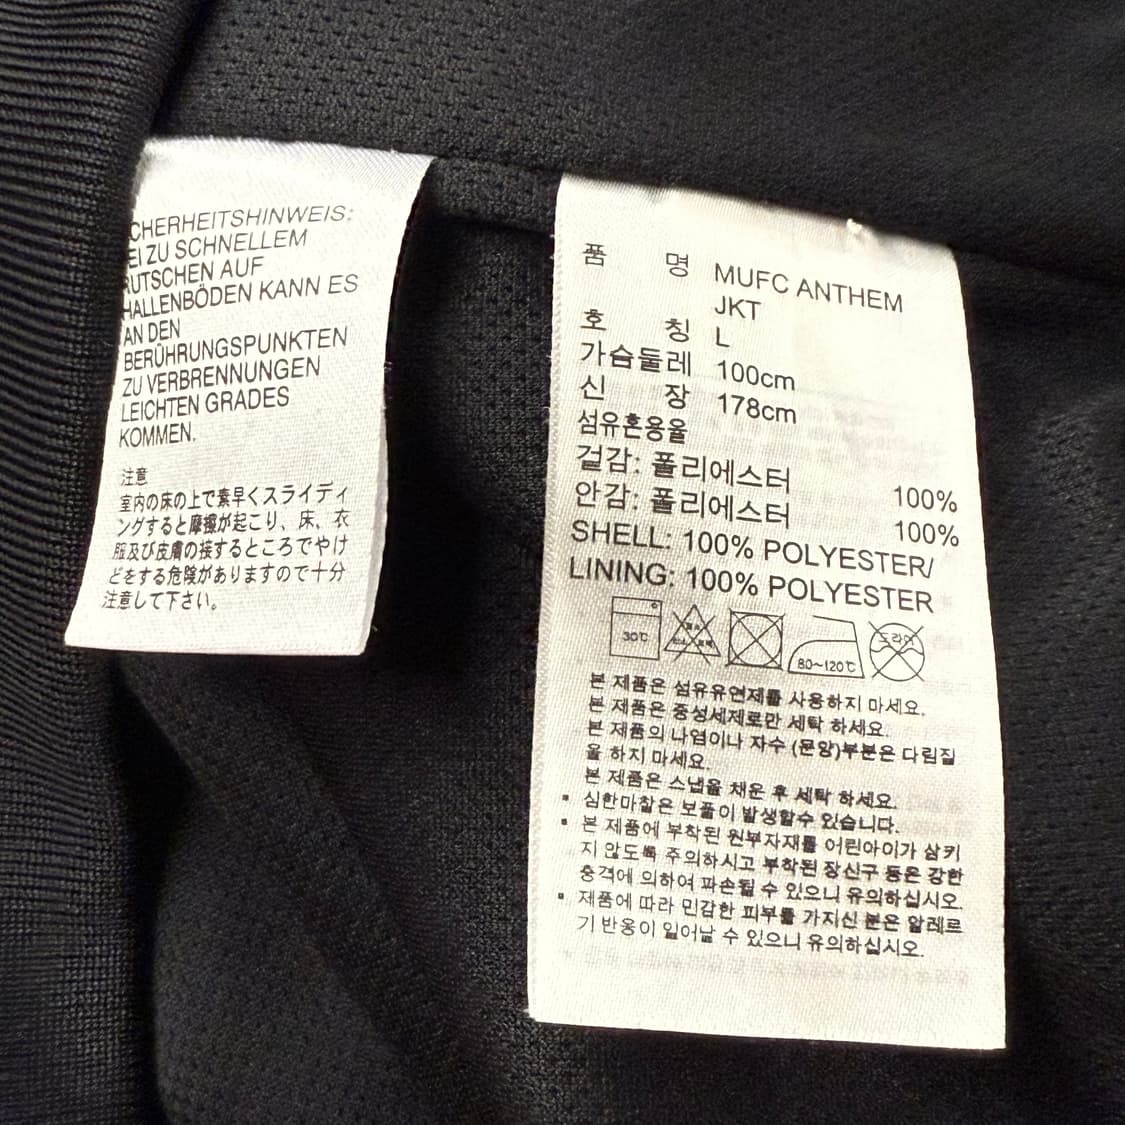 CHERHEITSHINWEIS:
EI ZU SCHNELLEM
RUTSCHEN AUF
HALLENBÖDEN KANN ES
AN DEN
BERÜHRUNGSPUNKTEN
ZU VERBRENNUNGEN
LEICHTEN GRADES
KOMMEN.
注意
室内の床の上で素早くスライディ
ングすると摩擦が起こり、床、衣
服及び皮膚の接するところでやけ
どをする危険がありますので十分
注意して下さい。
품 명 MUFC ANTHEM
JKT
호 칭 L
가슴둘레 100cm
신 장 178cm
섬유혼용율
겉감: 폴리에스터 100%
안감: 폴리에스터 100%
SHELL: 100% POLYESTER/
LINING: 100% POLYESTER
30℃ 80~120℃ 드라이
본 제품은 섬유유연제를 사용하지 마세요.
본 제품은 중성세제로만 세탁 하세요.
본 제품의 나염이나 자수 (문양)부분은 다림질
을 하지 마세요.
본 제품은 스냅을 채운 후 세탁 하세요.
▪ 심한마찰은 보풀이 발생할수 있습니다.
▪ 본 제품에 부착된 원부자재를 어린아이가 삼키
지 않도록 주의하시고 부착된 장신구 등은 강한
충격에 의하여 파손될 수 있으니 유의하십시오.
▪ 제품에 따라 민감한 피부를 가지신 분은 알레르
기 반응이 일어날 수 있으니 유의하십시오.